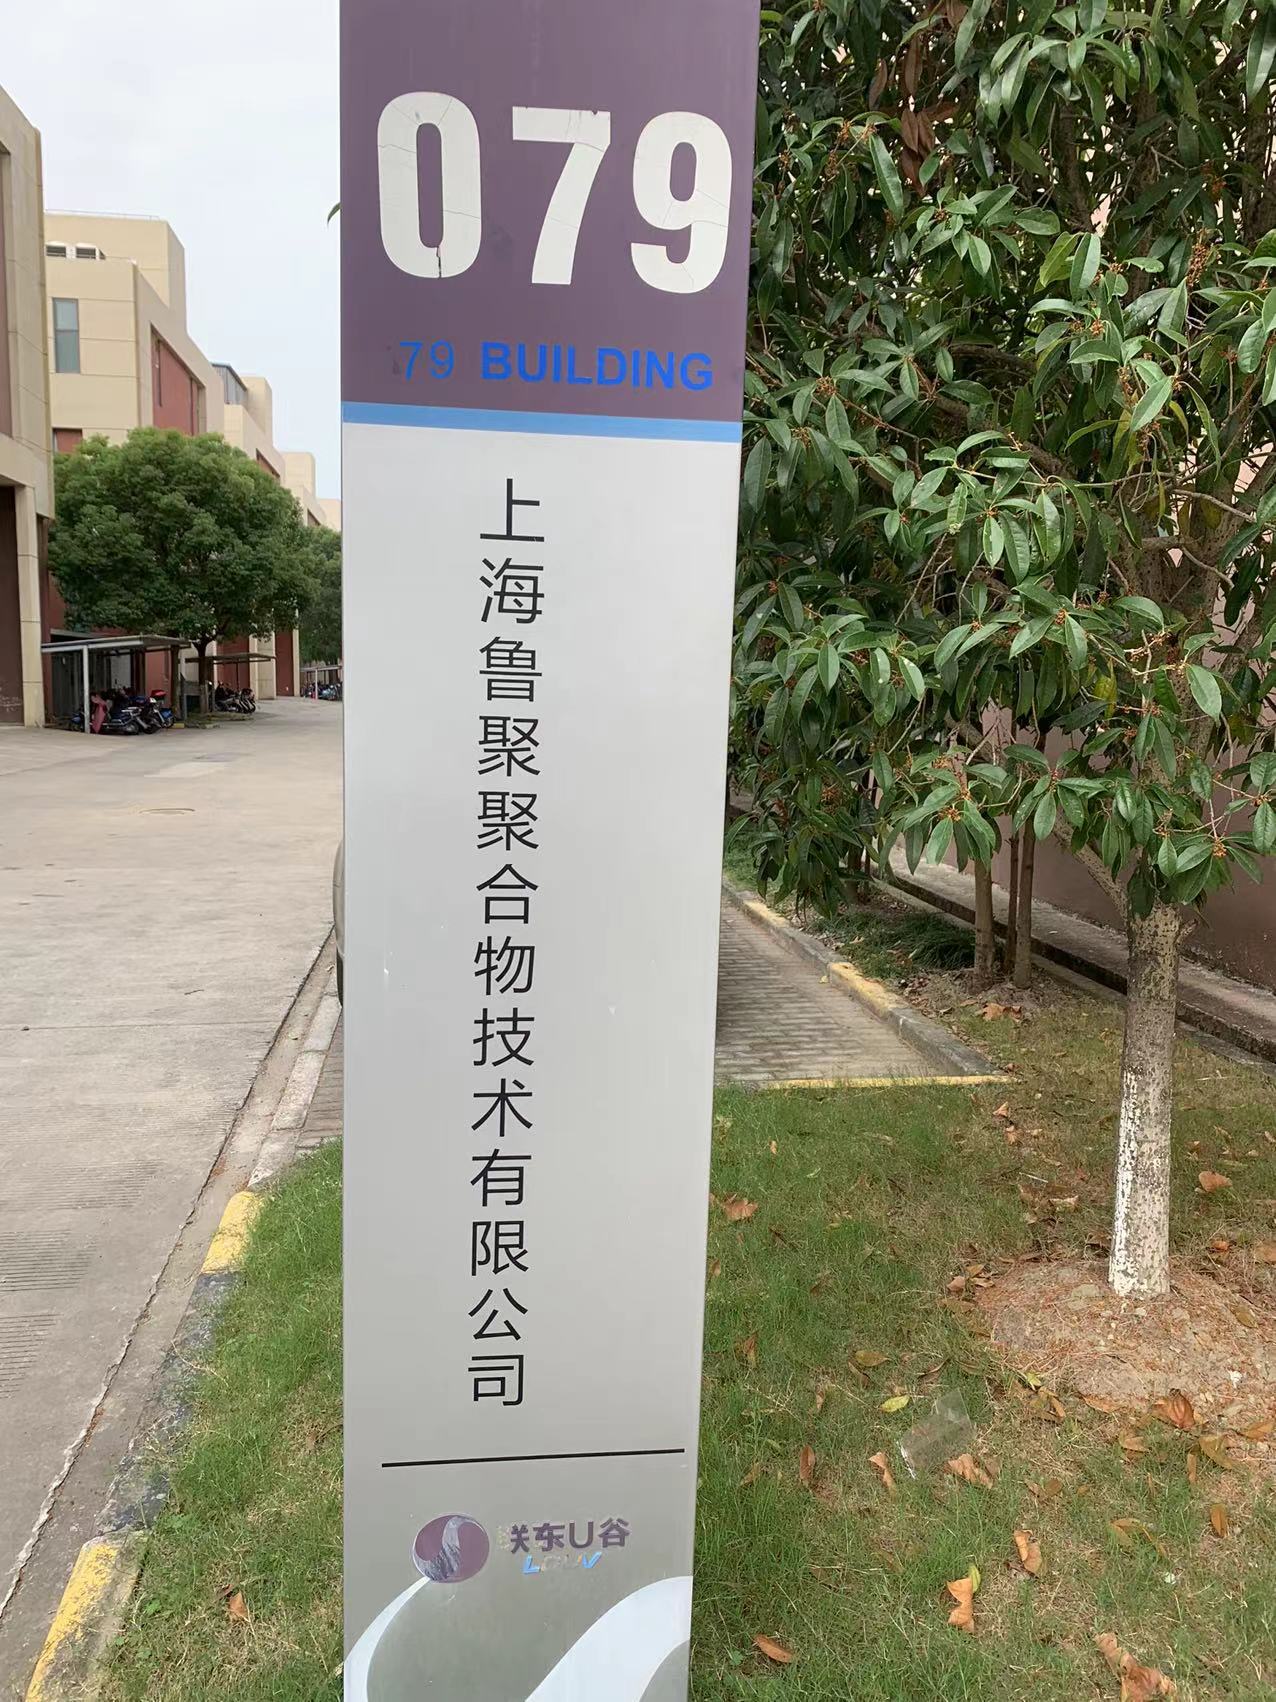 079
79 BUILDING
上海鲁聚聚合物技术有限公司
联东U谷